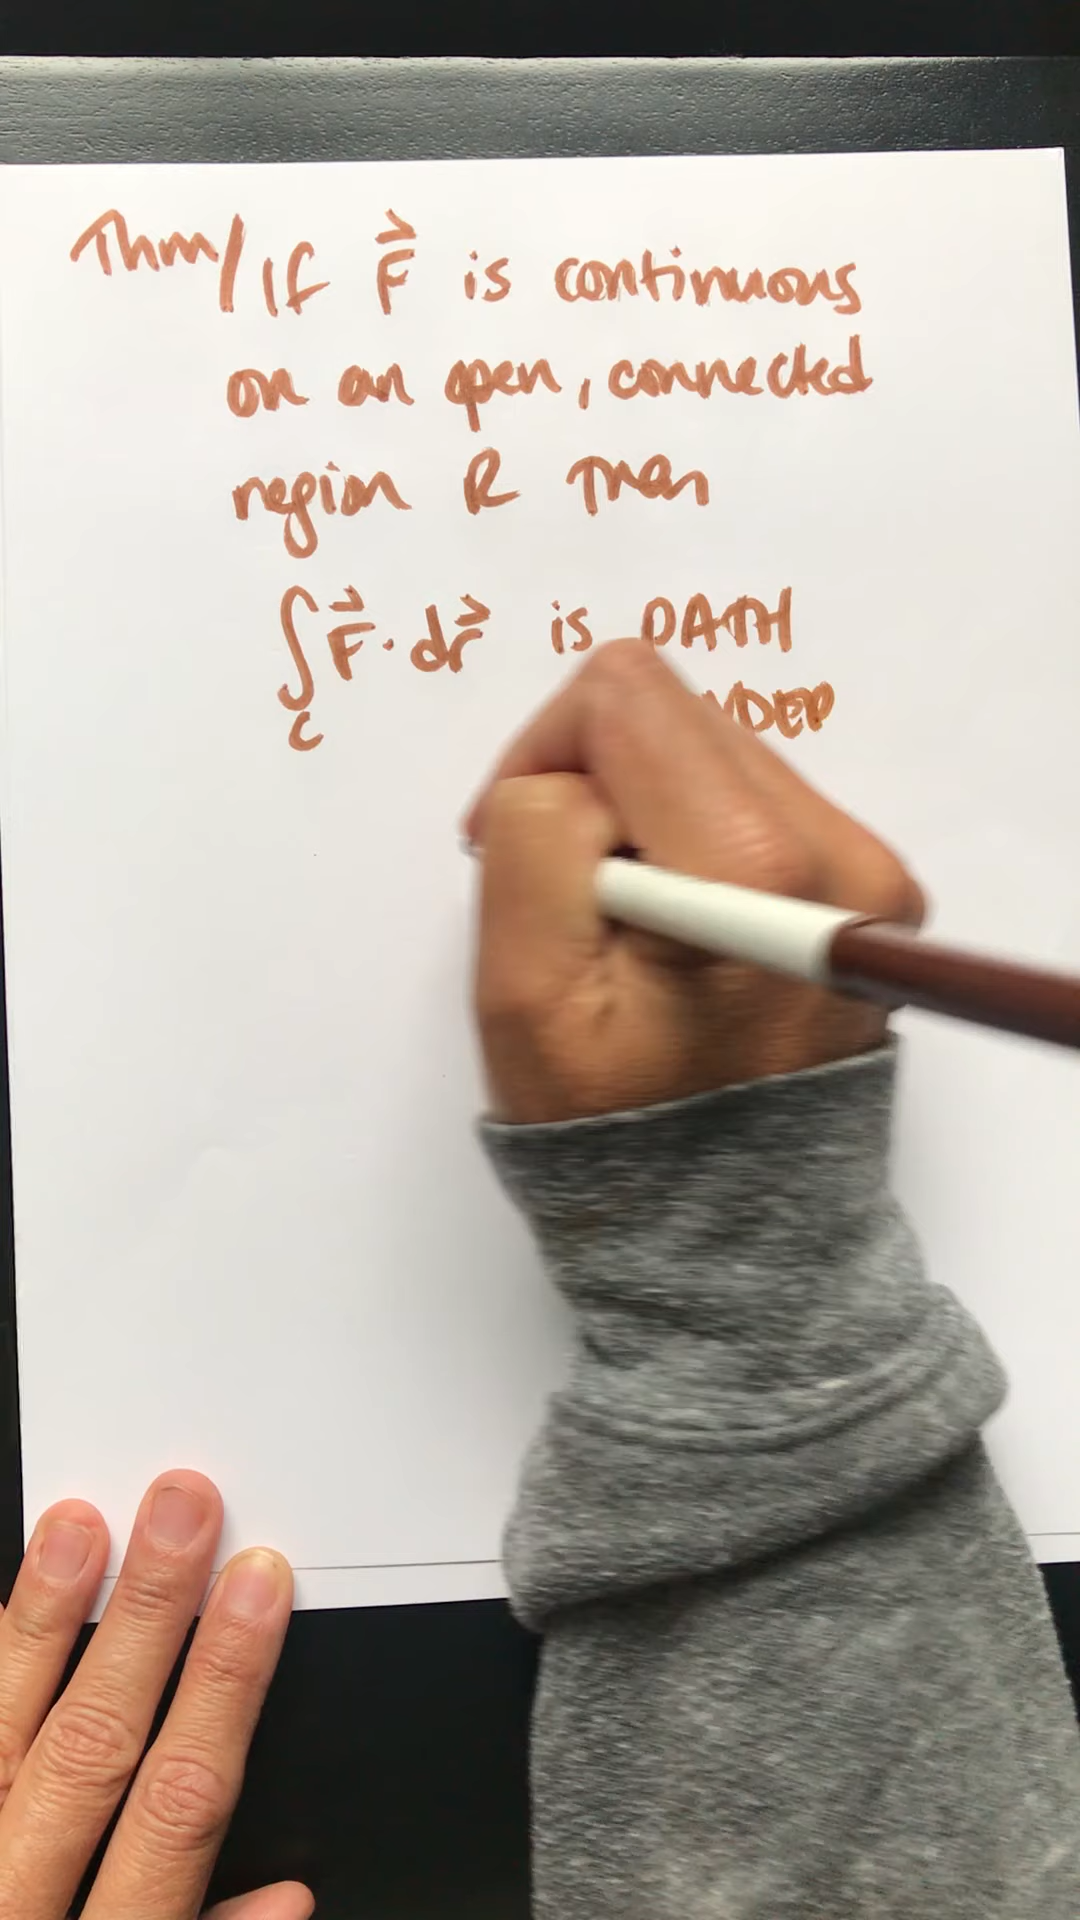 Thm/ If F⃗ is continuous
on an open, connected
region R then
∫ F⃗ · dr⃗ is PATH
C